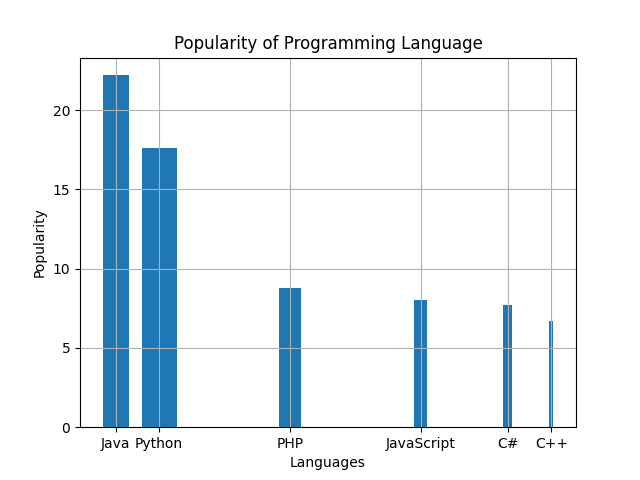 Popularity of Programming Language
20
15
10
5
0
Popularity
Java Python PHP JavaScript C# C++
Languages